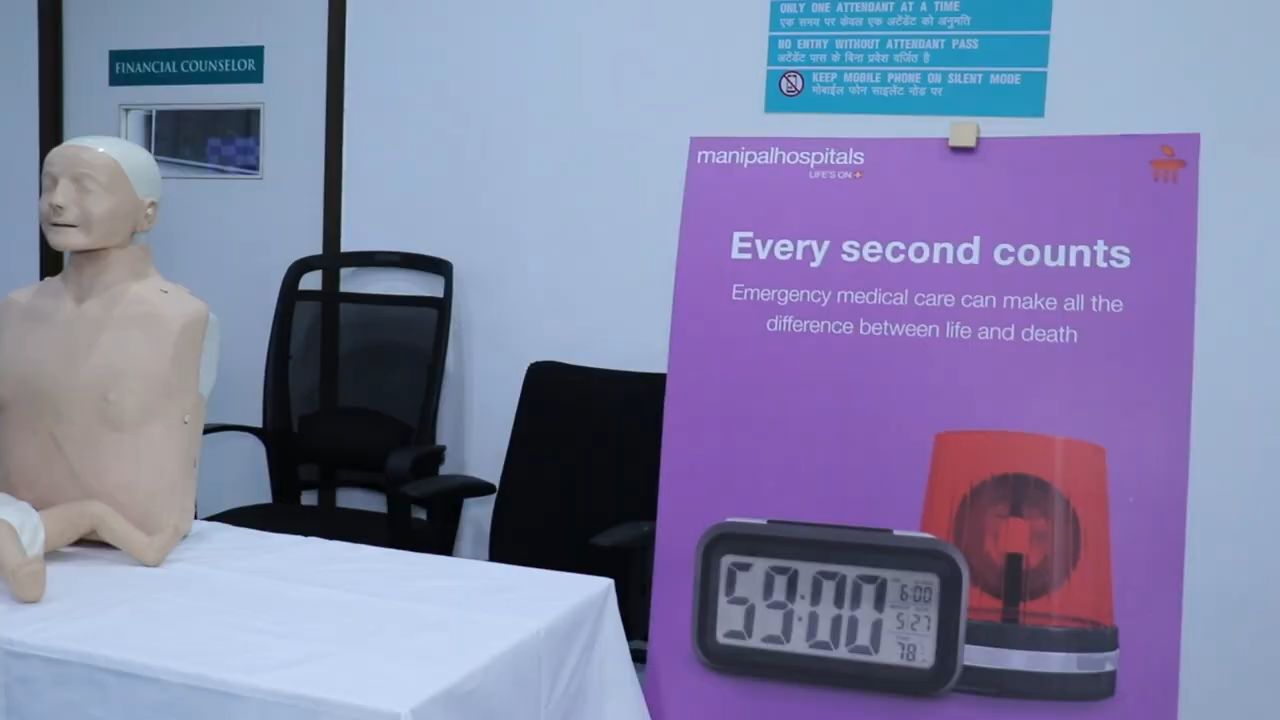 FINANCIAL COUNSELOR
ONLY ONE ATTENDANT AT A TIME
एक समय पर केवल एक अटेंडेंट को अनुमति
NO ENTRY WITHOUT ATTENDANT PASS
अटेंडेंट पास के बिना प्रवेश वर्जित है
KEEP MOBILE PHONE ON SILENT MODE
मोबाईल फोन साइलेंट मोड पर
manipalhospitals
LIFE'S ON
Every second counts
Emergency medical care can make all the
difference between life and death
59:00
6:00
5 27
78